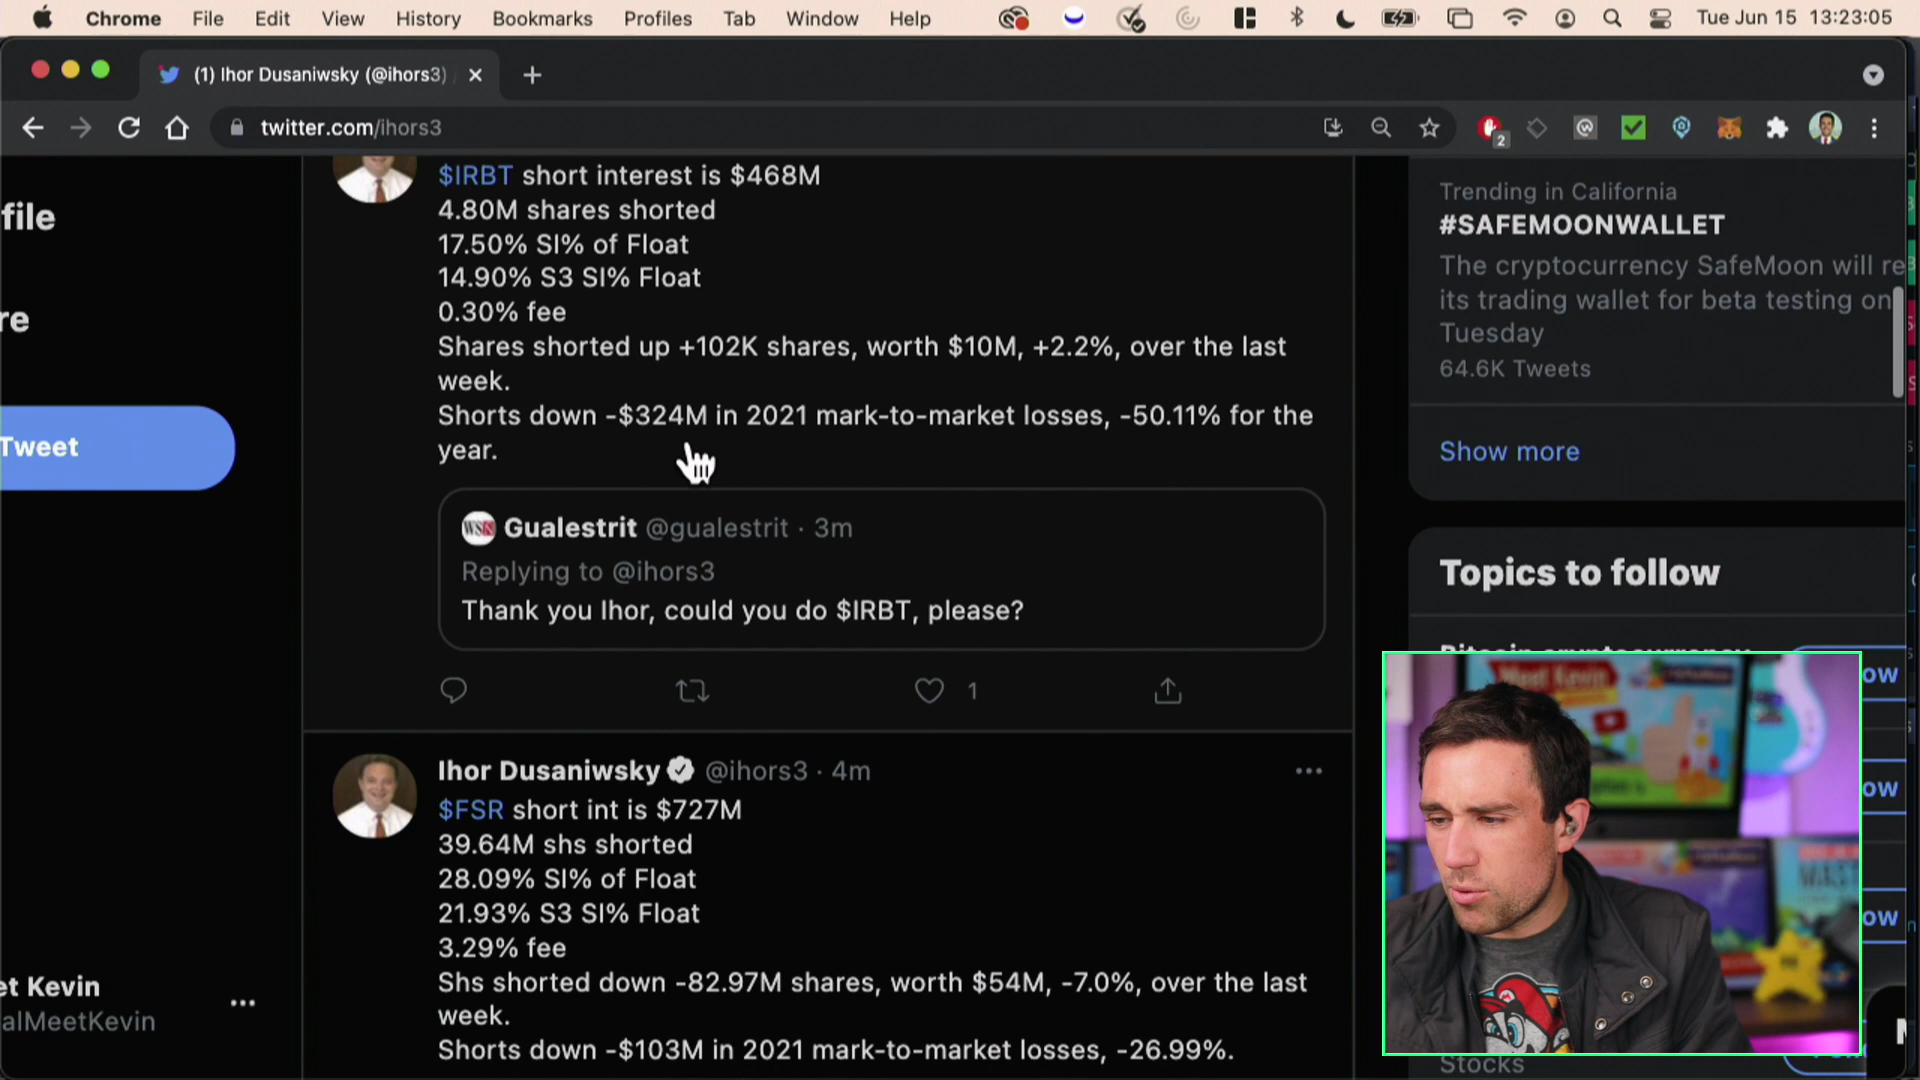 Chrome File Edit View History Bookmarks Profiles Tab Window Help Tue Jun 15 13:23:05
(1) Ihor Dusaniwsky (@ihors3)
twitter.com/ihors3
2
file
re
Tweet
et Kevin
alMeetKevin
$IRBT short interest is $468M
4.80M shares shorted
17.50% SI% of Float
14.90% S3 SI% Float
0.30% fee
Shares shorted up +102K shares, worth $10M, +2.2%, over the last
week.
Shorts down -$324M in 2021 mark-to-market losses, -50.11% for the
year.
Gualestrit @gualestrit · 3m
Replying to @ihors3
Thank you Ihor, could you do $IRBT, please?
1
Ihor Dusaniwsky @ihors3 · 4m
$FSR short int is $727M
39.64M shs shorted
28.09% SI% of Float
21.93% S3 SI% Float
3.29% fee
Shs shorted down -82.97M shares, worth $54M, -7.0%, over the last
week.
Shorts down -$103M in 2021 mark-to-market losses, -26.99%.
Trending in California
#SAFEMOONWALLET
The cryptocurrency SafeMoon will re
its trading wallet for beta testing on
Tuesday
64.6K Tweets
Show more
Topics to follow
Bitcoin cryptocurrency
ow
ow
ow
Meet Kevin
Stocks